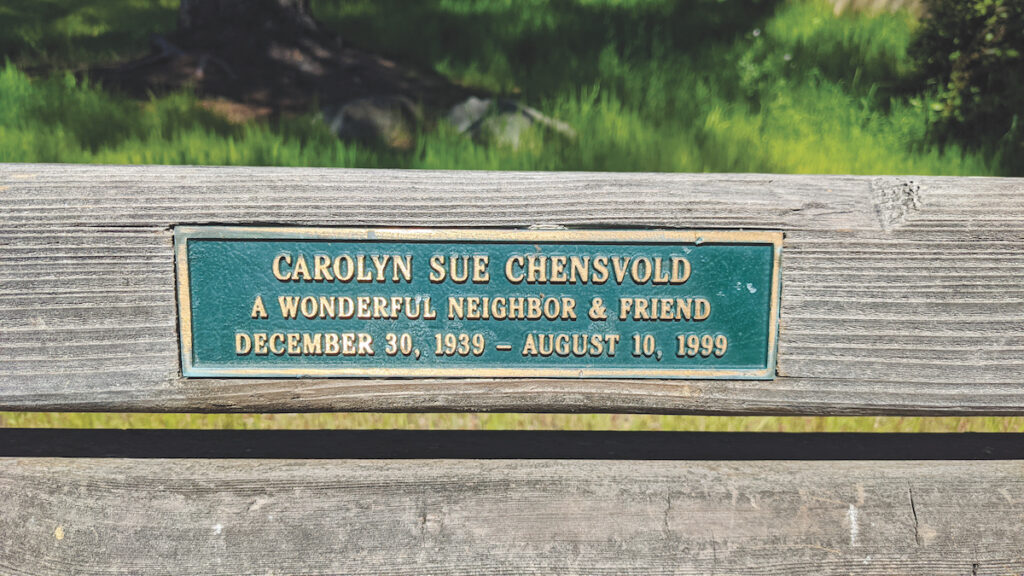 CAROLYN SUE CHENSVOLD
A WONDERFUL NEIGHBOR & FRIEND
DECEMBER 30, 1939 – AUGUST 10, 1999